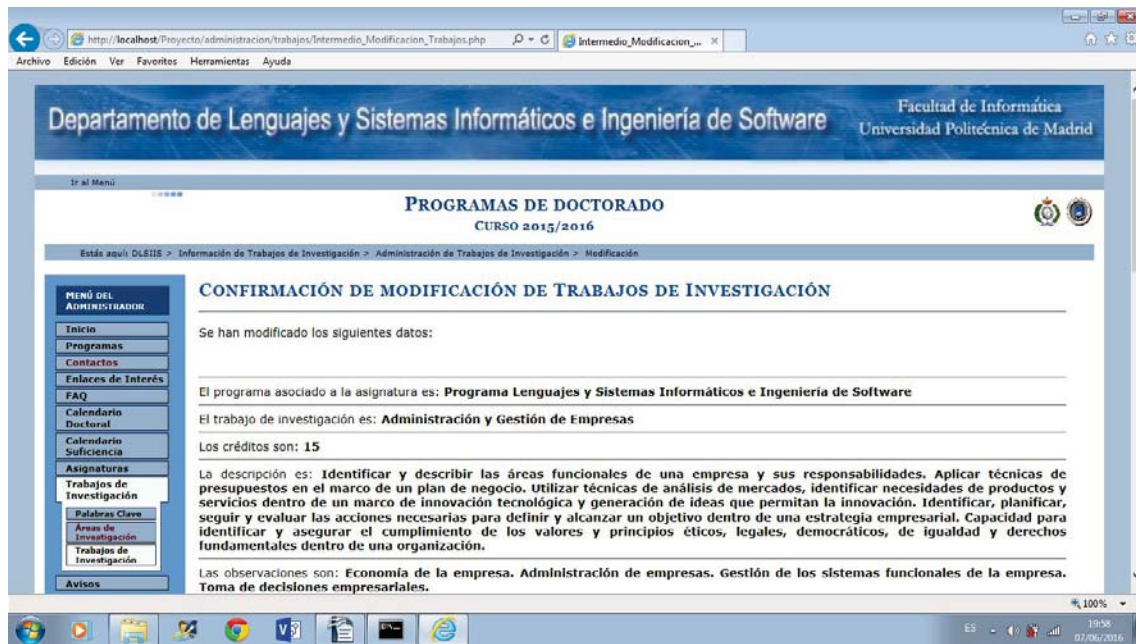 http://localhost/Proyecto/administracion/trabajos/Intermedio_Modificacion_Trabajos.php
Intermedio_Modificacion_...
Archivo Edición Ver Favoritos Herramientas Ayuda
Departamento de Lenguajes y Sistemas Informáticos e Ingeniería de Software
Facultad de Informática
Universidad Politécnica de Madrid
Ir al Menú
PROGRAMAS DE DOCTORADO
CURSO 2015/2016
Estás aquí: DLSIIS > Información de Trabajos de Investigación > Administración de Trabajos de Investigación > Modificación
MENÚ DEL
ADMINISTRADOR
Inicio
Programas
Contactos
Enlaces de Interés
FAQ
Calendario
Doctoral
Calendario
Suficiencia
Asignaturas
Trabajos de
Investigación
Palabras Clave
Áreas de
Investigación
Trabajos de
Investigación
Avisos
CONFIRMACIÓN DE MODIFICACIÓN DE TRABAJOS DE INVESTIGACIÓN
Se han modificado los siguientes datos:
El programa asociado a la asignatura es: Programa Lenguajes y Sistemas Informáticos e Ingeniería de Software
El trabajo de investigación es: Administración y Gestión de Empresas
Los créditos son: 15
La descripción es: Identificar y describir las áreas funcionales de una empresa y sus responsabilidades. Aplicar técnicas de
presupuestos en el marco de un plan de negocio. Utilizar técnicas de análisis de mercados, identificar necesidades de productos y
servicios dentro de un marco de innovación tecnológica y generación de ideas que permitan la innovación. Identificar, planificar,
seguir y evaluar las acciones necesarias para definir y alcanzar un objetivo dentro de una estrategia empresarial. Capacidad para
identificar y asegurar el cumplimiento de los valores y principios éticos, legales, democráticos, de igualdad y derechos
fundamentales dentro de una organización.
Las observaciones son: Economía de la empresa. Administración de empresas. Gestión de los sistemas funcionales de la empresa.
Toma de decisiones empresariales.
100%
ES
19:58
07/06/2016